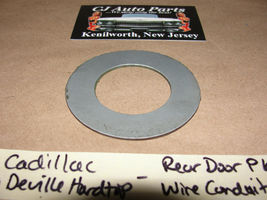 CJ Auto Parts
Kenilworth, New Jersey
Cadillac
Deville Hardtop -
Rear Door P
Wire Conduit